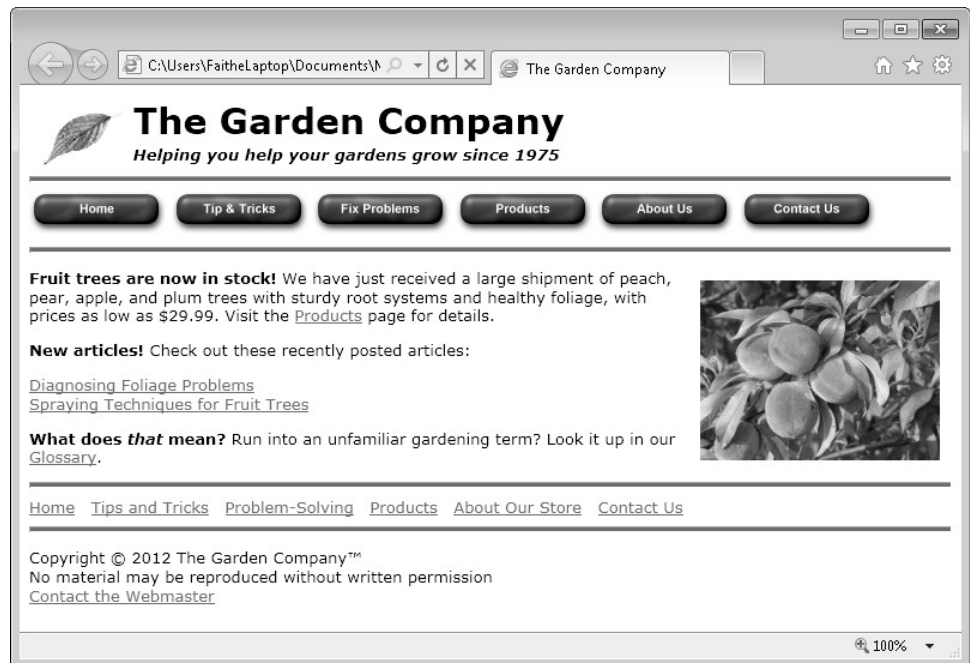 C:\Users\FaitheLaptop\Documents\
The Garden Company
The Garden Company
Helping you help your gardens grow since 1975
Home Tip & Tricks Fix Problems Products About Us Contact Us
Fruit trees are now in stock! We have just received a large shipment of peach,
pear, apple, and plum trees with sturdy root systems and healthy foliage, with
prices as low as $29.99. Visit the Products page for details.
New articles! Check out these recently posted articles:
Diagnosing Foliage Problems
Spraying Techniques for Fruit Trees
What does that mean? Run into an unfamiliar gardening term? Look it up in our
Glossary.
Home Tips and Tricks Problem-Solving Products About Our Store Contact Us
Copyright © 2012 The Garden Company™
No material may be reproduced without written permission
Contact the Webmaster
100%